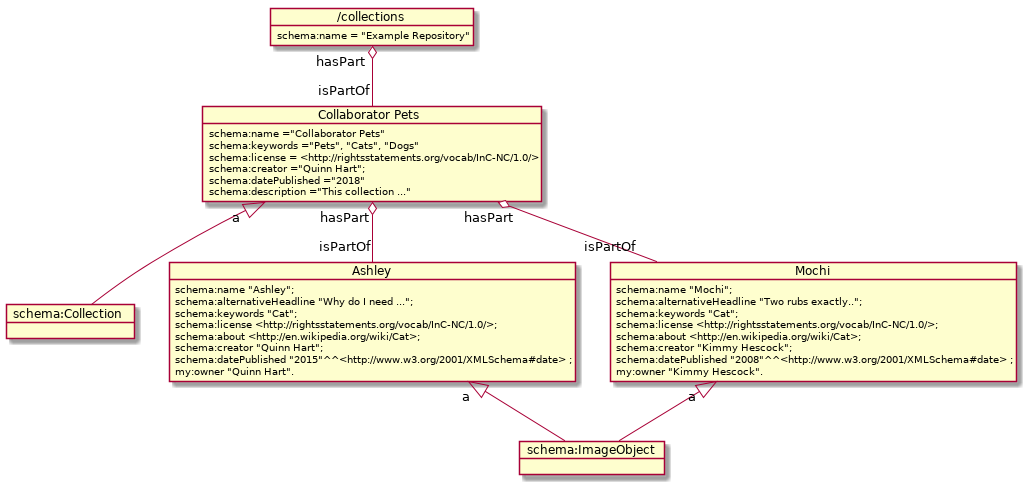 /collections
schema:name = "Example Repository"
hasPart
isPartOf
Collaborator Pets
schema:name ="Collaborator Pets"
schema:keywords ="Pets", "Cats", "Dogs"
schema:license = <http://rightsstatements.org/vocab/InC-NC/1.0/>
schema:creator ="Quinn Hart";
schema:datePublished ="2018"
schema:description ="This collection ..."
a
hasPart
hasPart
isPartOf
isPartOf
Ashley
schema:name "Ashley";
schema:alternativeHeadline "Why do I need ...";
schema:keywords "Cat";
schema:license <http://rightsstatements.org/vocab/InC-NC/1.0/>;
schema:about <http://en.wikipedia.org/wiki/Cat>;
schema:creator "Quinn Hart";
schema:datePublished "2015"^^<http://www.w3.org/2001/XMLSchema#date> ;
my:owner "Quinn Hart".
Mochi
schema:name "Mochi";
schema:alternativeHeadline "Two rubs exactly..";
schema:keywords "Cat";
schema:license <http://rightsstatements.org/vocab/InC-NC/1.0/>;
schema:about <http://en.wikipedia.org/wiki/Cat>;
schema:creator "Kimmy Hescock";
schema:datePublished "2008"^^<http://www.w3.org/2001/XMLSchema#date> ;
my:owner "Kimmy Hescock".
schema:Collection
a
a
schema:ImageObject